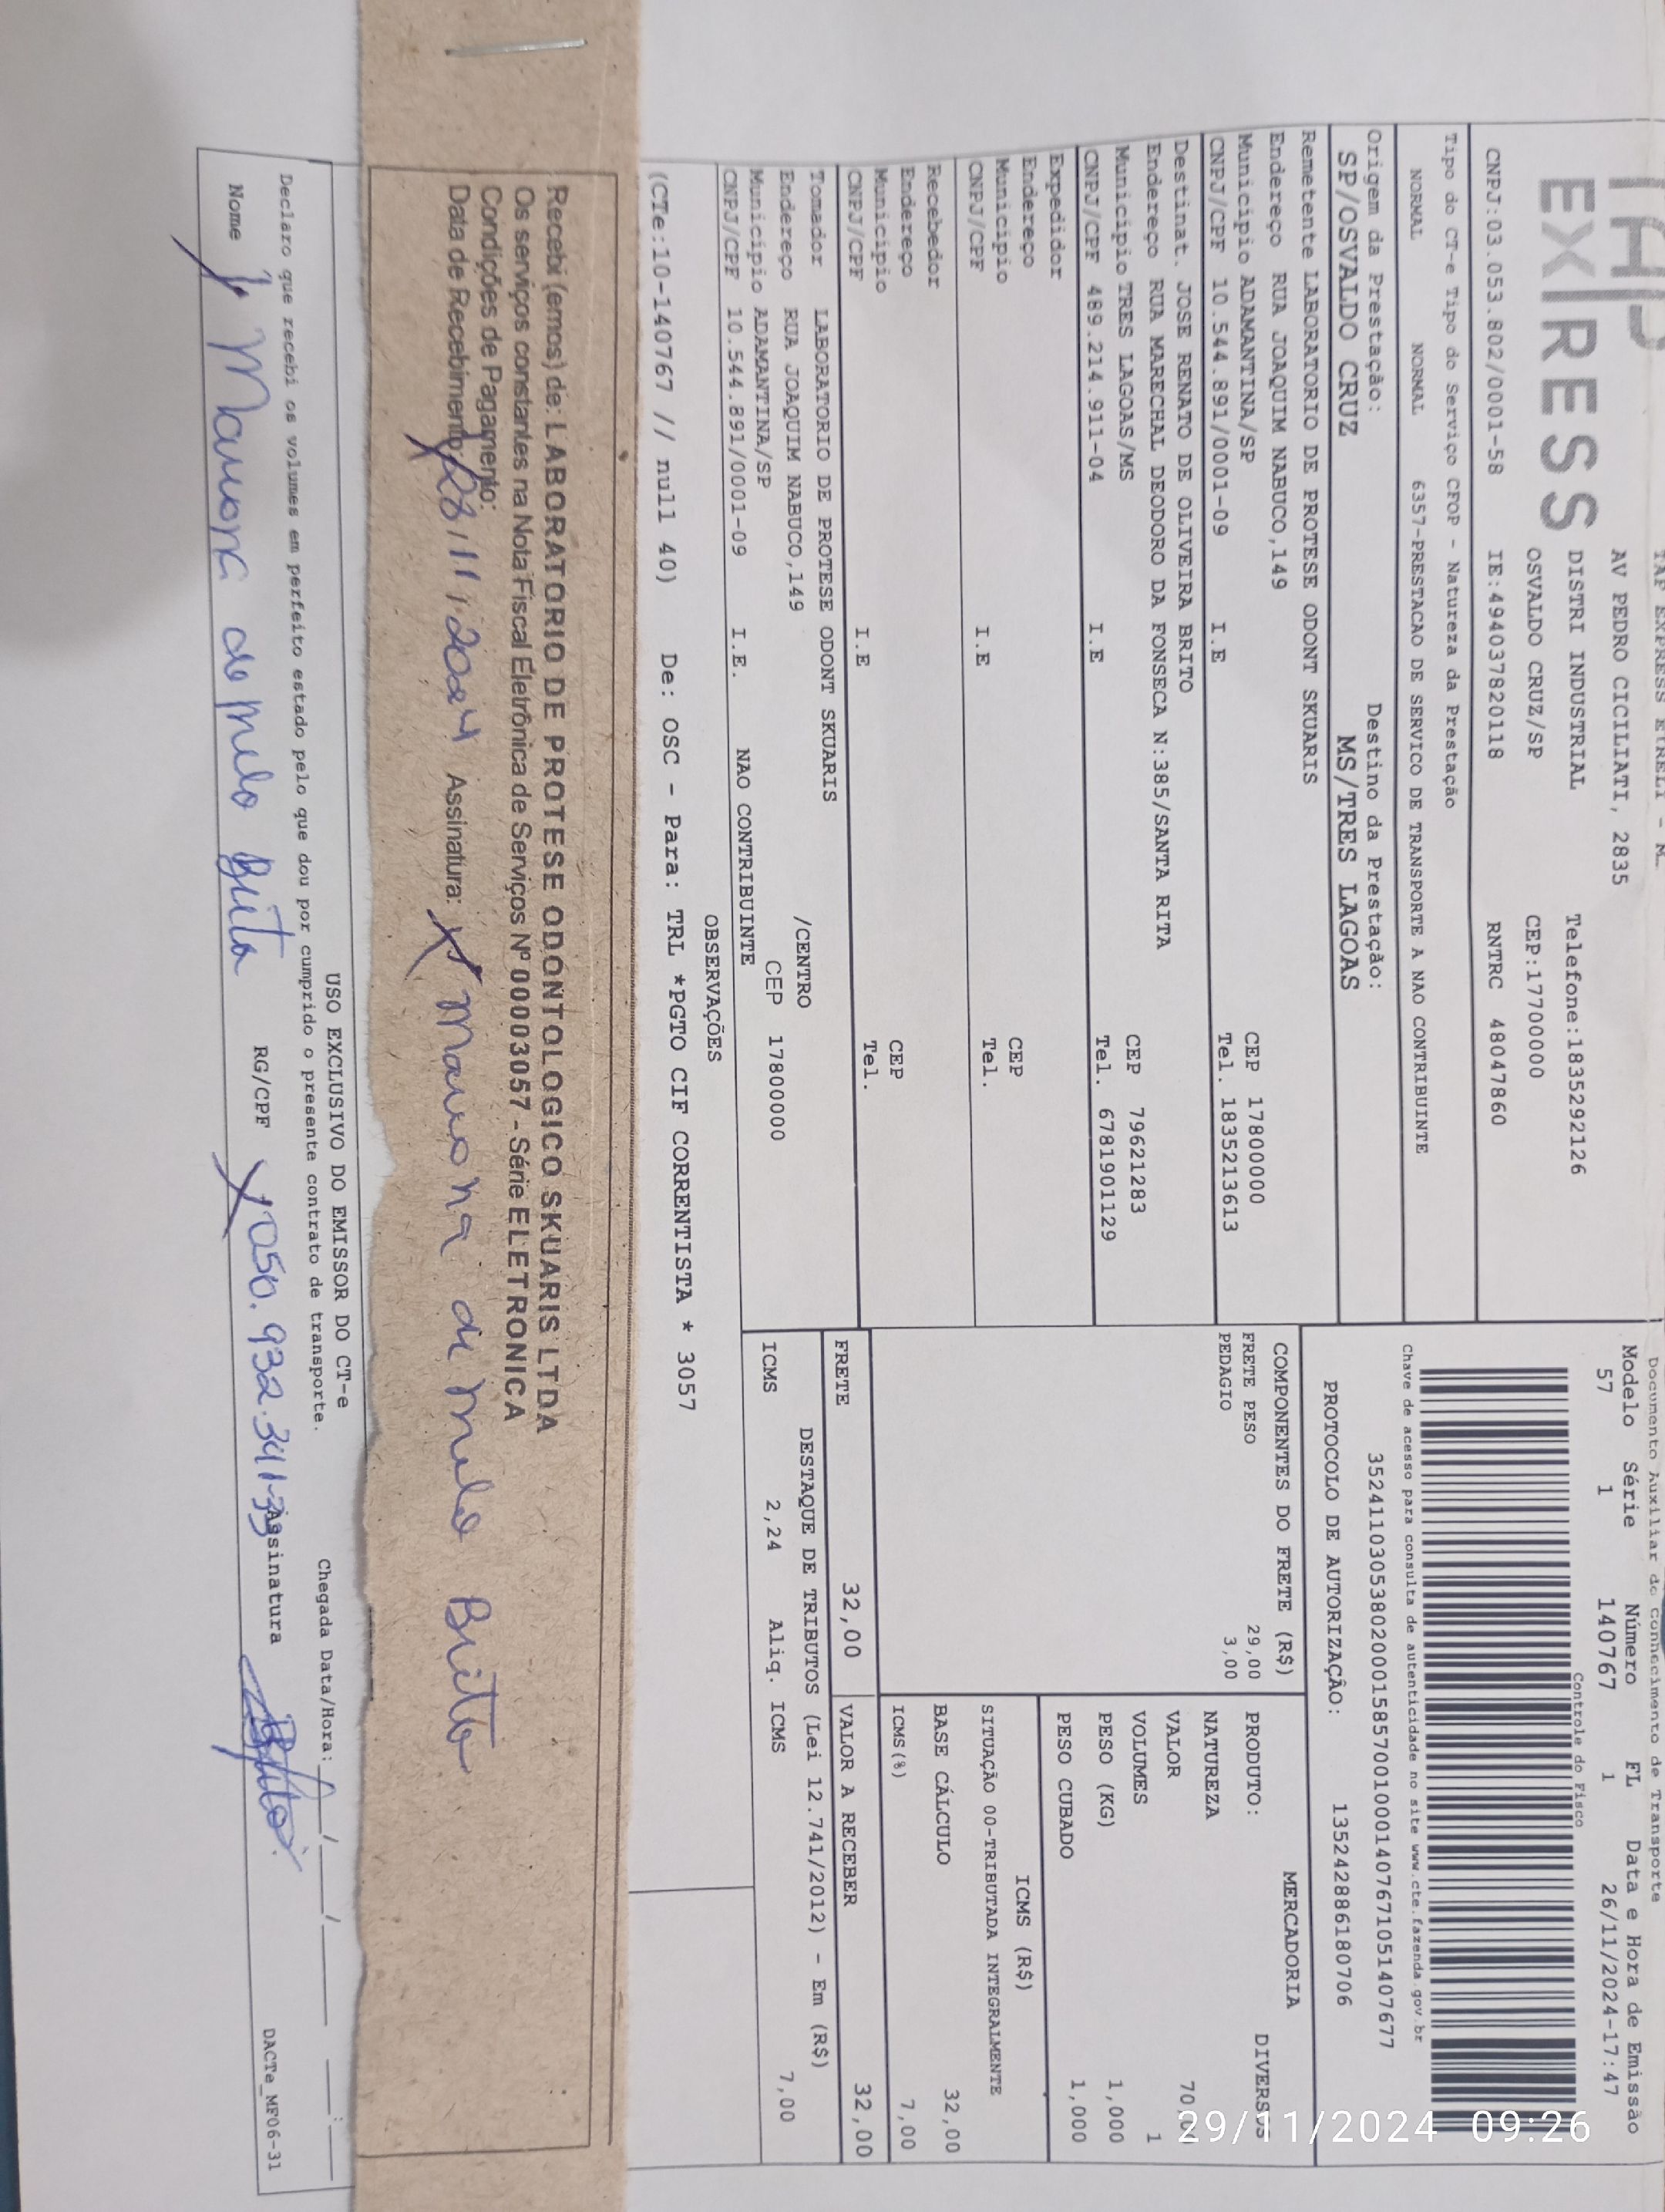 TAP EXPRESS EIRELI - M
TAP
EXPRESS
AV PEDRO CICILIATI, 2835
DISTRI INDUSTRIAL Telefone:1835292126
OSVALDO CRUZ/SP CEP:17700000
CNPJ:03.053.802/0001-58 IE:494037820118 RNTRC 48047860
Documento Auxiliar do Conhecimento de Transporte
Modelo Série Número FL Data e Hora de Emissão
57 1 140767 1 26/11/2024-17:47
Controle do Fisco
Chave de acesso para consulta de autenticidade no site www.cte.fazenda.gov.br
35241103053802000158570010001407671051407677
PROTOCOLO DE AUTORIZAÇÃO: 135242886180706
Tipo do CT-e Tipo do Serviço CFOP - Natureza da Prestação
NORMAL NORMAL 6357-PRESTACAO DE SERVICO DE TRANSPORTE A NAO CONTRIBUINTE
Origem da Prestação: Destino da Prestação:
SP/OSVALDO CRUZ MS/TRES LAGOAS
Remetente LABORATORIO DE PROTESE ODONT SKUARIS
Endereço RUA JOAQUIM NABUCO,149 CEP 17800000
Municipio ADAMANTINA/SP Tel. 1835213613
CNPJ/CPF 10.544.891/0001-09 I.E
Destinat. JOSE RENATO DE OLIVEIRA BRITO
Endereço RUA MARECHAL DEODORO DA FONSECA N:385/SANTA RITA
Municipio TRES LAGOAS/MS CEP 79621283
CNPJ/CPF 489.214.911-04 I.E Tel. 6781901129
Expedidor
Endereço
Municipio CEP
CNPJ/CPF I.E Tel.
Recebedor
Endereço
Municipio CEP
CNPJ/CPF I.E Tel.
Tomador LABORATORIO DE PROTESE ODONT SKUARIS
Endereço RUA JOAQUIM NABUCO,149 /CENTRO
Municipio ADAMANTINA/SP CEP 17800000
CNPJ/CPF 10.544.891/0001-09 I.E. NAO CONTRIBUINTE
COMPONENTES DO FRETE (R$)
FRETE PESO 29,00
PEDAGIO 3,00
MERCADORIA
PRODUTO: DIVERSOS
NATUREZA
VALOR 70,00
VOLUMES 1
PESO (KG) 1,000
PESO CUBADO 1,000
ICMS (R$)
SITUAÇÃO 00-TRIBUTADA INTEGRALMENTE
BASE CÁLCULO 32,00
ICMS(%) 7,00
FRETE 32,00 VALOR A RECEBER 32,00
DESTAQUE DE TRIBUTOS (Lei 12.741/2012) - Em (R$)
ICMS 2,24 Aliq. ICMS 7,00
OBSERVAÇÕES
(CTe:10-140767 // null 40) De: OSC - Para: TRL *PGTO CIF CORRENTISTA * 3057
Recebi (emos) de: LABORATORIO DE PROTESE ODONTOLOGICO SKUARIS LTDA
Os serviços constantes na Nota Fiscal Eletrônica de Serviços Nº 00003057 - Série ELETRONICA
Condições de Pagamento:
Data de Recebimento: 28/11/2024 Assinatura: x Mauona de Melo Brito
USO EXCLUSIVO DO EMISSOR DO CT-e
Declaro que recebi os volumes em perfeito estado pelo que dou por cumprido o presente contrato de transporte. Chegada Data/Hora: / / :
Nome Mauona de Melo Brito RG/CPF x 050.932.341-33 Assinatura Brito
DACTe_MF06-31
29/11/2024 09:26